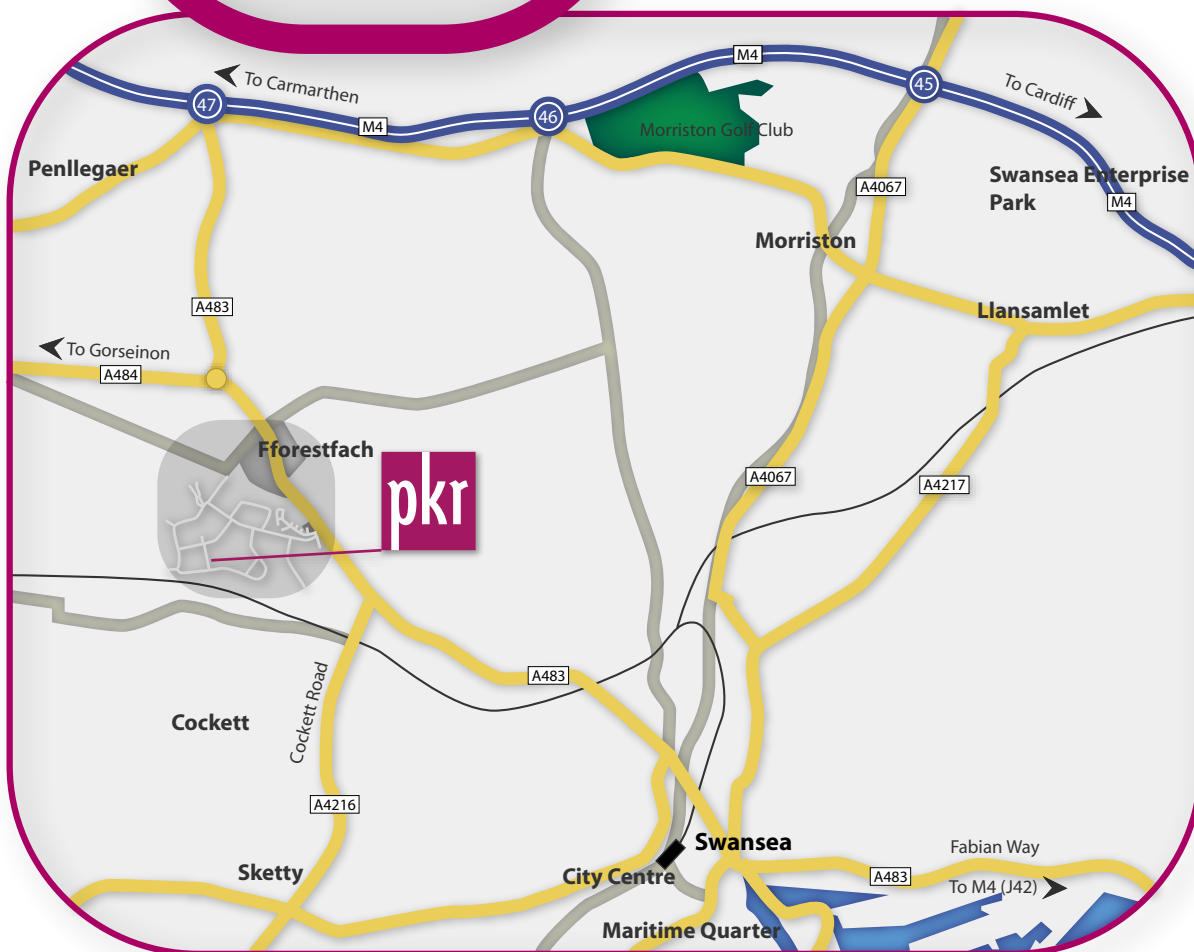 M4
To Carmarthen
47
46
45
To Cardiff
M4
Morriston Golf Club
Penllegaer
Swansea Enterprise
Park
A4067
M4
Morriston
A483
Llansamlet
To Gorseinon
A484
Fforestfach
pkr
A4067
A4217
A483
Cockett
Cockett Road
A4216
Swansea
Fabian Way
Sketty
City Centre
A483
To M4 (J42)
Maritime Quarter